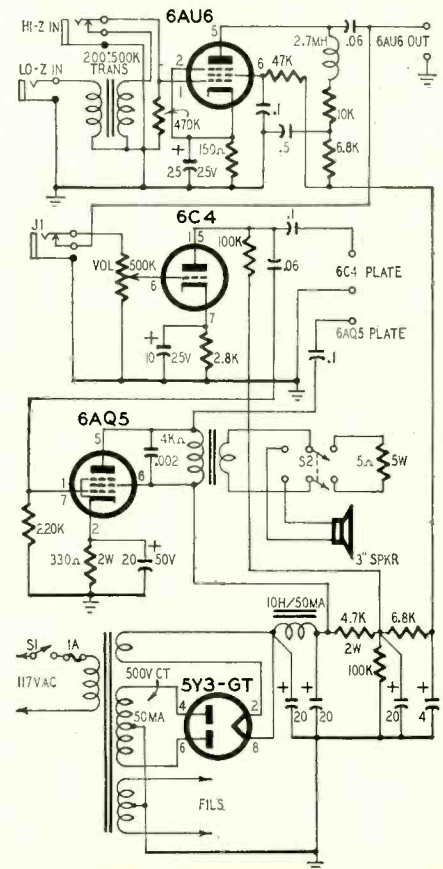 6AU6
HI-Z IN
LO-Z IN
200:500K
TRANS
470K
2
1
5
6
47K
2.7MH
.06
6AU6 OUT
10K
6.8K
.1
.5
25
25V
150Ω
+
J1
6C4
VOL
500K
1
5
6
7
100K
.1
.06
6C4 PLATE
6AQ5 PLATE
.1
10
25V
2.8K
+
6AQ5
5
1
7
6
2
4KΩ
.002
S2
5Ω
5W
3" SPKR
220K
330Ω
2W
20
50V
+
10H/50MA
4.7K
2W
6.8K
100K
S1
1A
117VAC
500V CT
50MA
5Y3-GT
4
6
2
8
FILS
+
20
+
20
+
20
+
4